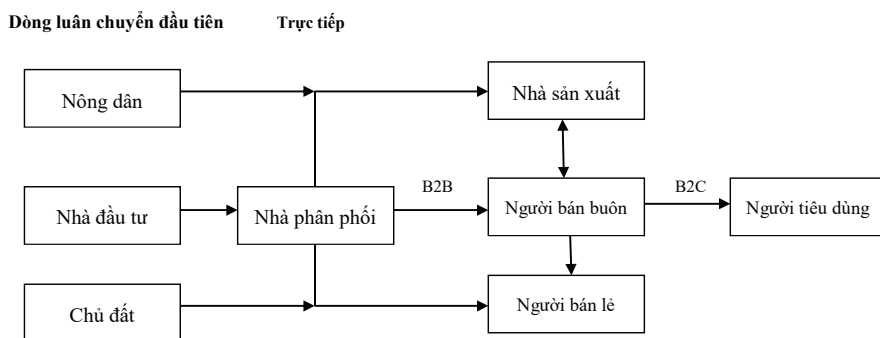 Dòng luân chuyển đầu tiên Trực tiếp
Nông dân
Nhà sản xuất
B2B
B2C
Nhà đầu tư
Nhà phân phối
Người bán buôn
Người tiêu dùng
Chủ đất
Người bán lẻ